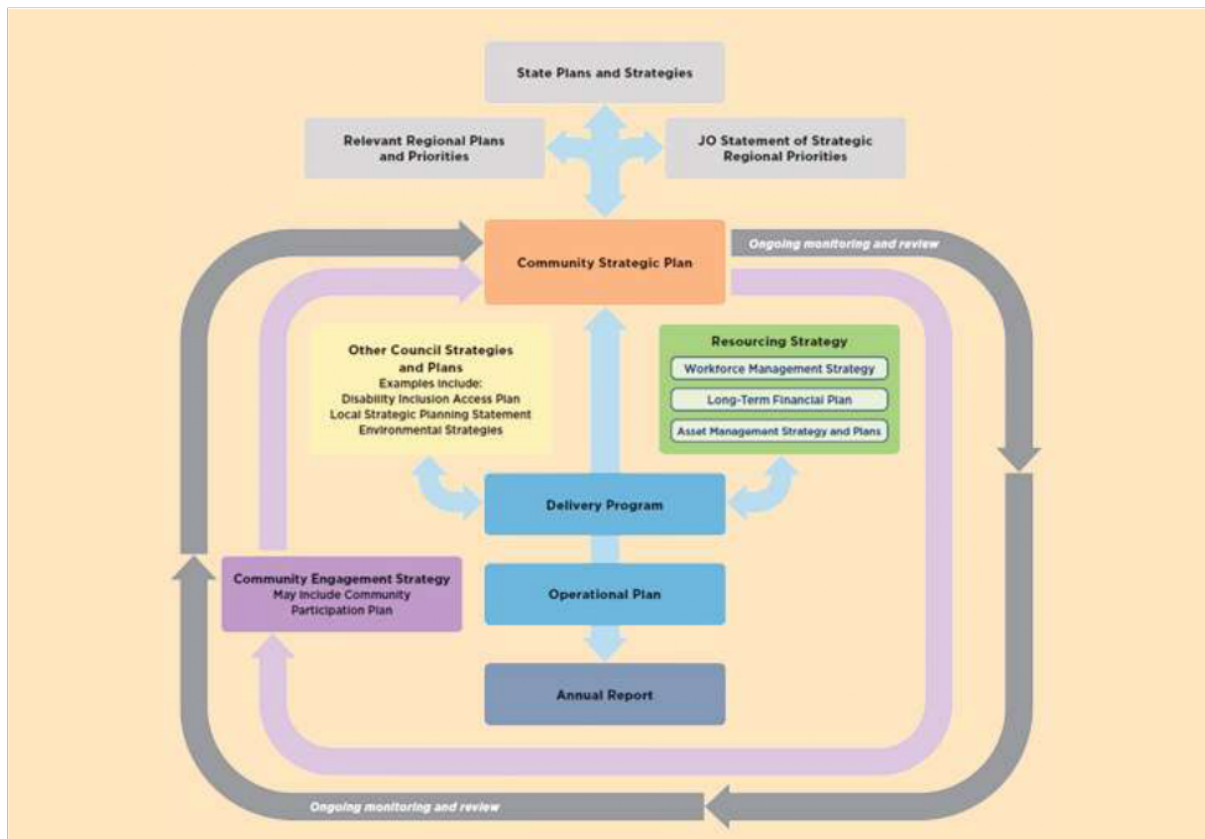 State Plans and Strategies
Relevant Regional Plans
and Priorities
JO Statement of Strategic
Regional Priorities
Community Strategic Plan
Ongoing monitoring and review
Other Council Strategies
and Plans
Examples Include:
Disability Inclusion Access Plan
Local Strategic Planning Statement
Environmental Strategies
Resourcing Strategy
Workforce Management Strategy
Long-Term Financial Plan
Asset Management Strategy and Plans
Delivery Program
Community Engagement Strategy
May Include Community
Participation Plan
Operational Plan
Annual Report
Ongoing monitoring and review